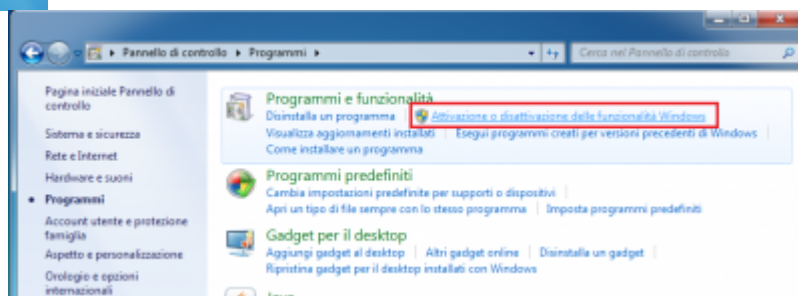 Pannello di controllo ▸ Programmi ▸
Cerca nel Pannello di controllo
Pagina iniziale Pannello di
controllo
Sistema e sicurezza
Rete e Internet
Hardware e suoni
Programmi
Account utente e protezione
famiglia
Aspetto e personalizzazione
Orologio e opzioni
internazionali
Programmi e funzionalità
Disinstalla un programma | Attivazione o disattivazione delle funzionalità Windows
Visualizza aggiornamenti installati | Esegui programmi creati per versioni precedenti di Windows
Come installare un programma
Programmi predefiniti
Cambia impostazioni predefinite per supporti o dispositivi
Apri un tipo di file sempre con lo stesso programma | Imposta programmi predefiniti
Gadget per il desktop
Aggiungi gadget al desktop | Altri gadget online | Disinstalla un gadget
Ripristina gadget per il desktop installati con Windows